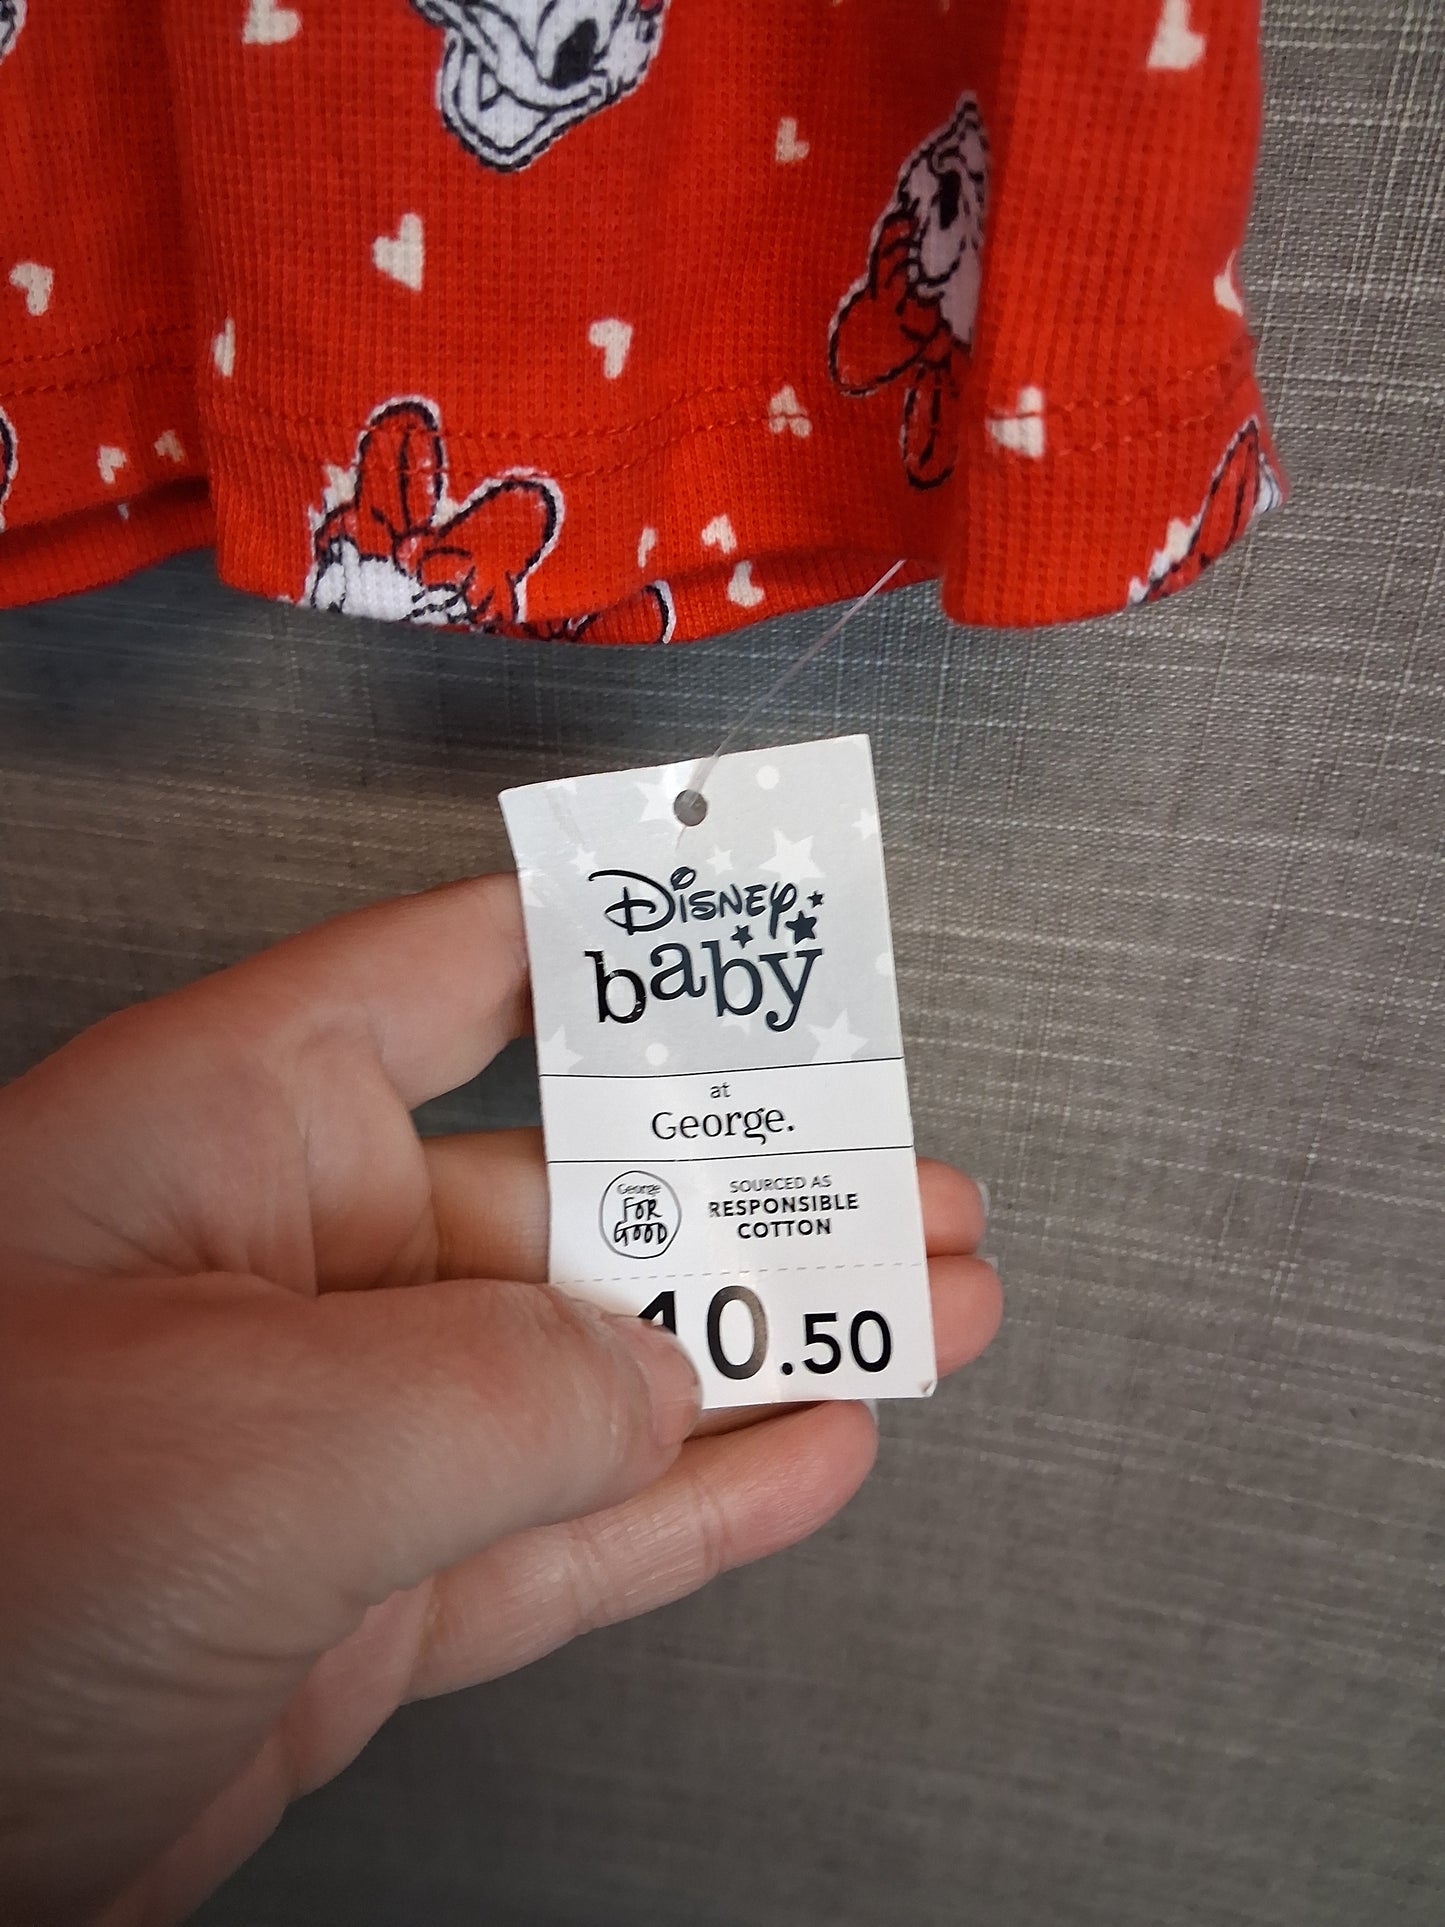 Disney
baby
at
George.
George
FOR
GOOD
SOURCED AS
RESPONSIBLE
COTTON
10.50